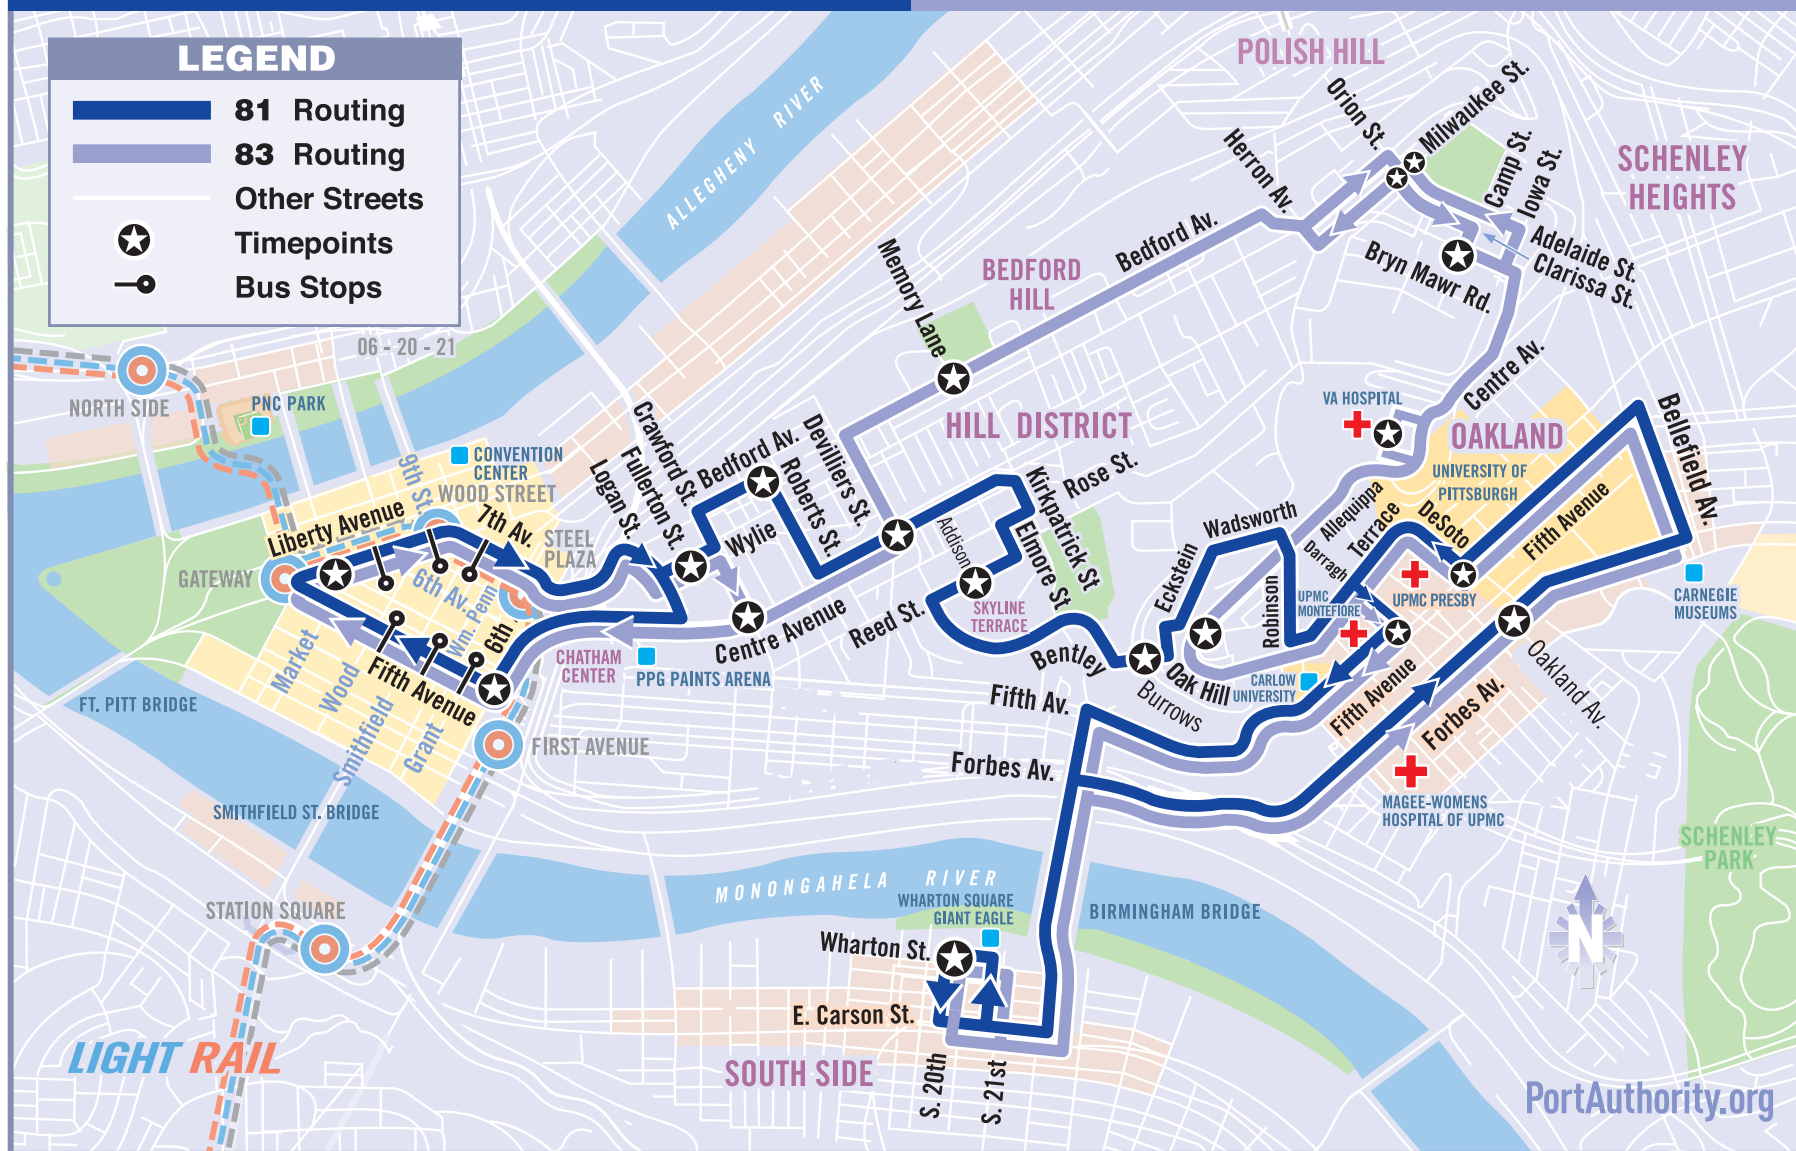 LEGEND
81 Routing
83 Routing
Other Streets
Timepoints
Bus Stops
06 - 20 - 21
POLISH HILL
ALLEGHENY RIVER
Orion St.
Milwaukee St.
Herron Av.
Camp St.
Iowa St.
SCHENLEY
HEIGHTS
Adelaide St.
Clarissa St.
Bryn Mawr Rd.
Bedford Av.
BEDFORD
HILL
Memory Lane
Centre Av.
NORTH SIDE
PNC PARK
CONVENTION
CENTER
9th St.
WOOD STREET
Liberty Avenue
7th Av.
STEEL
PLAZA
GATEWAY
6th Av.
Wm. Penn
6th
Market
Wood
Smithfield
Grant
Fifth Avenue
Logan St.
Fullerton St.
Crawford St.
Bedford Av.
Roberts St.
Devilliers St.
Wylie
HILL DISTRICT
Rose St.
Kirkpatrick St
Elmore St
Addison
Reed St.
SKYLINE
TERRACE
Centre Avenue
CHATHAM
CENTER
PPG PAINTS ARENA
Bentley
Burrows
Oak Hill
Eckstein
Wadsworth
Robinson
Allequippa
Darragh
Terrace
DeSoto
VA HOSPITAL
OAKLAND
UNIVERSITY OF
PITTSBURGH
Fifth Avenue
Bellefield Av.
UPMC
MONTEFIORE
UPMC PRESBY
CARNEGIE
MUSEUMS
CARLOW
UNIVERSITY
Fifth Avenue
Forbes Av.
Oakland Av.
MAGEE-WOMENS
HOSPITAL OF UPMC
Fifth Av.
Forbes Av.
FT. PITT BRIDGE
FIRST AVENUE
SMITHFIELD ST. BRIDGE
STATION SQUARE
MONONGAHELA RIVER
WHARTON SQUARE
GIANT EAGLE
BIRMINGHAM BRIDGE
SCHENLEY
PARK
N
Wharton St.
E. Carson St.
S. 20th
S. 21st
SOUTH SIDE
LIGHT RAIL
PortAuthority.org